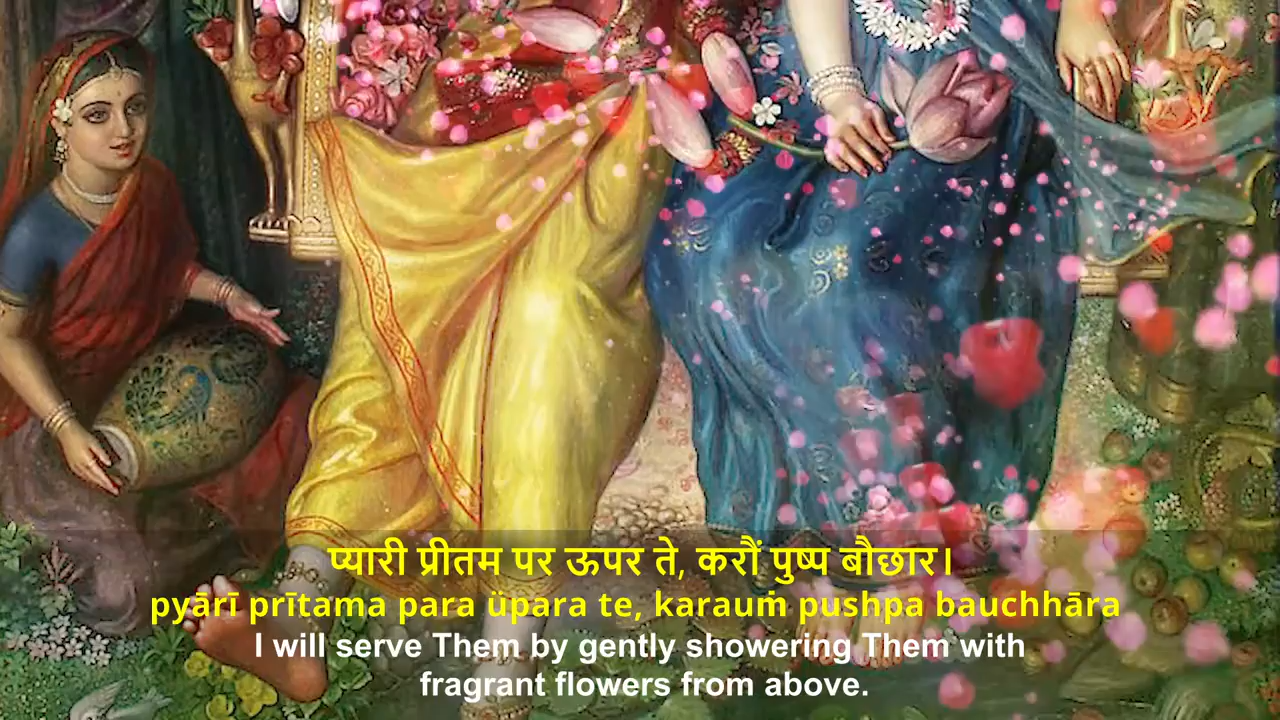 प्यारी प्रीतम पर ऊपर ते, करौं पुष्प बौछार।
pyārī prītama para üpara te, karauṁ pushpa bauchhāra
I will serve Them by gently showering Them with
fragrant flowers from above.